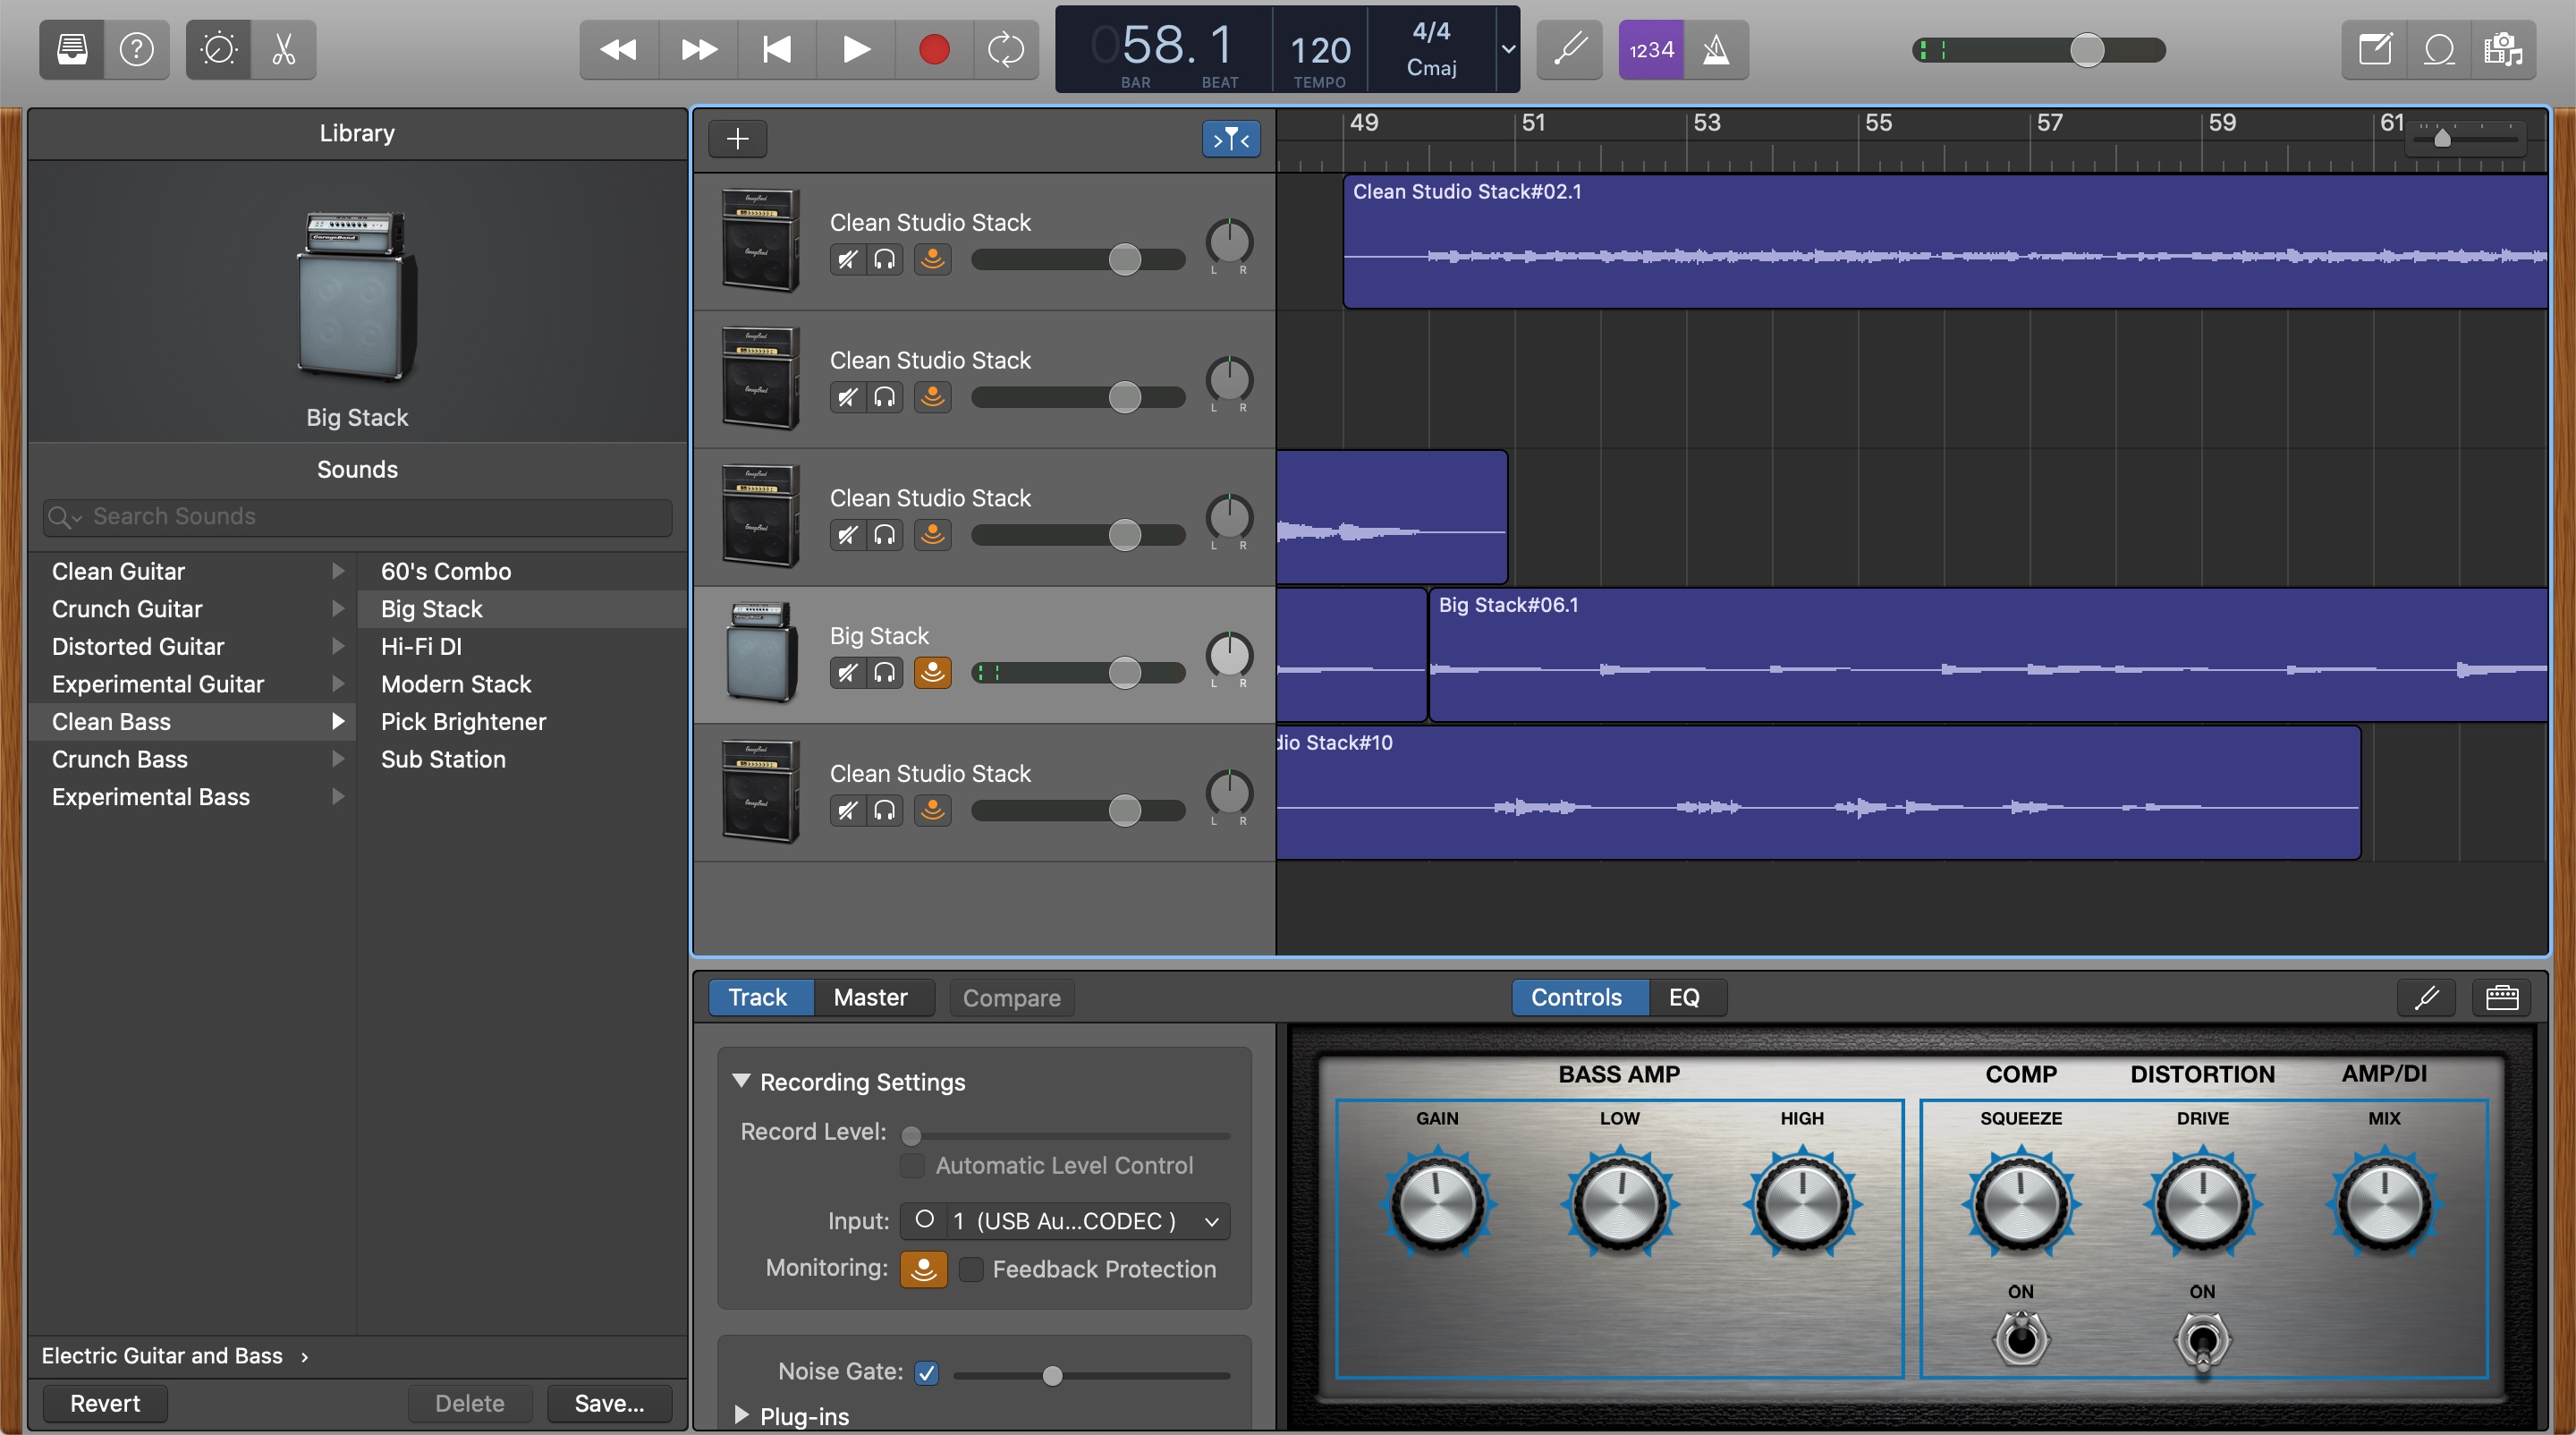 058. 1
BAR BEAT
120
TEMPO
4/4
Cmaj
1234
Library
GarageBand
Big Stack
Sounds
Search Sounds
Clean Guitar
Crunch Guitar
Distorted Guitar
Experimental Guitar
Clean Bass
Crunch Bass
Experimental Bass
60's Combo
Big Stack
Hi-Fi DI
Modern Stack
Pick Brightener
Sub Station
Electric Guitar and Bass
Revert
Delete
Save...
49 51 53 55 57 59 61
Clean Studio Stack
L R
Clean Studio Stack#02.1
Clean Studio Stack
L R
Clean Studio Stack
L R
Big Stack
L R
Big Stack#06.1
Clean Studio Stack
L R
dio Stack#10
Track
Master
Compare
Controls
EQ
Recording Settings
Record Level:
Automatic Level Control
Input: 1 (USB Au...CODEC )
Monitoring:
Feedback Protection
Noise Gate:
Plug-ins
BASS AMP
GAIN LOW HIGH
COMP DISTORTION AMP/DI
SQUEEZE DRIVE MIX
ON ON